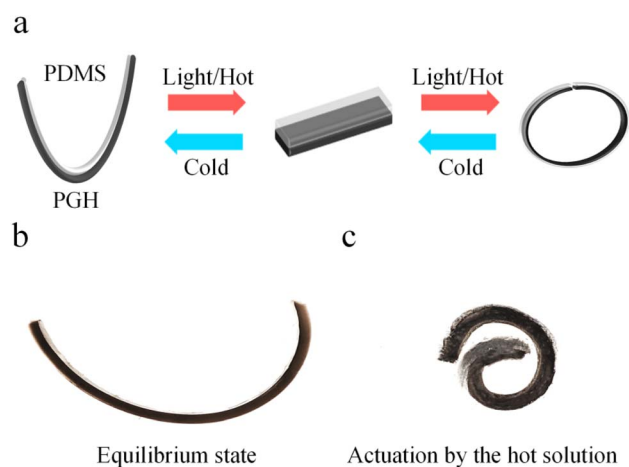 a
PDMS
Light/Hot
Light/Hot
Cold
Cold
PGH
b
c
Equilibrium state
Actuation by the hot solution